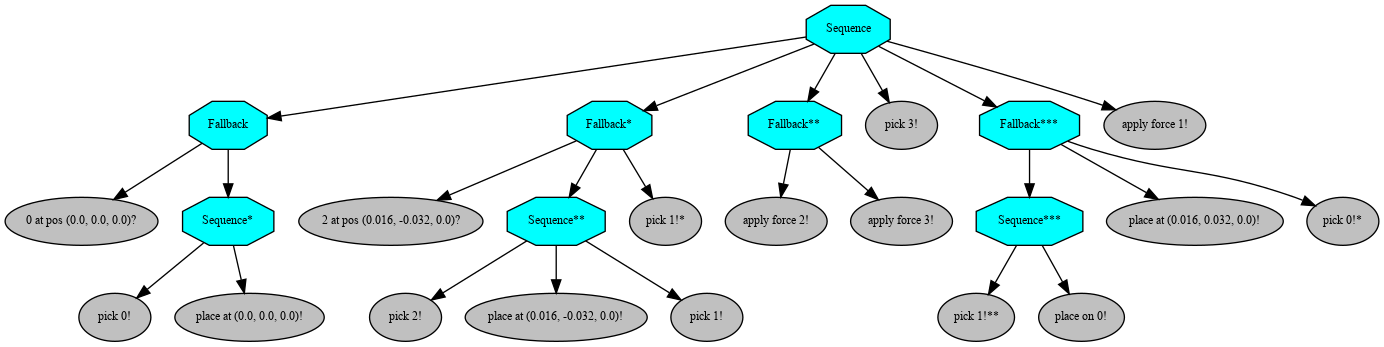 Sequence
Fallback
Fallback*
Fallback**
pick 3!
Fallback***
apply force 1!
0 at pos (0.0, 0.0, 0.0)?
Sequence*
2 at pos (0.016, -0.032, 0.0)?
Sequence**
pick 1!*
apply force 2!
apply force 3!
Sequence***
place at (0.016, 0.032, 0.0)!
pick 0!*
pick 0!
place at (0.0, 0.0, 0.0)!
pick 2!
place at (0.016, -0.032, 0.0)!
pick 1!
pick 1!**
place on 0!